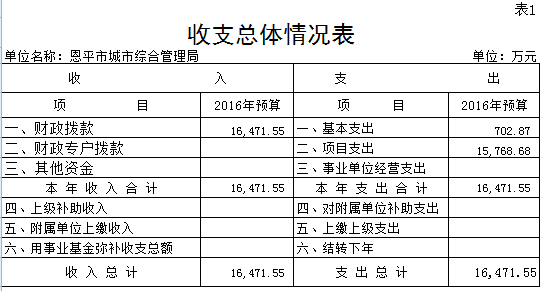 表1
收支总体情况表
单位名称：恩平市城市综合管理局 单位：万元
收 入 支 出
项 目 2016年预算 项 目 2016年预算
一、财政拨款 16,471.55 一、基本支出 702.87
二、财政专户拨款 二、项目支出 15,768.68
三、其他资金 三、事业单位经营支出
本 年 收 入 合 计 16,471.55 本 年 支 出 合 计 16,471.55
四、上级补助收入 四、对附属单位补助支出
五、附属单位上缴收入 五、上缴上级支出
六、用事业基金弥补收支总额 六、结转下年
收 入 总 计 16,471.55 支 出 总 计 16,471.55